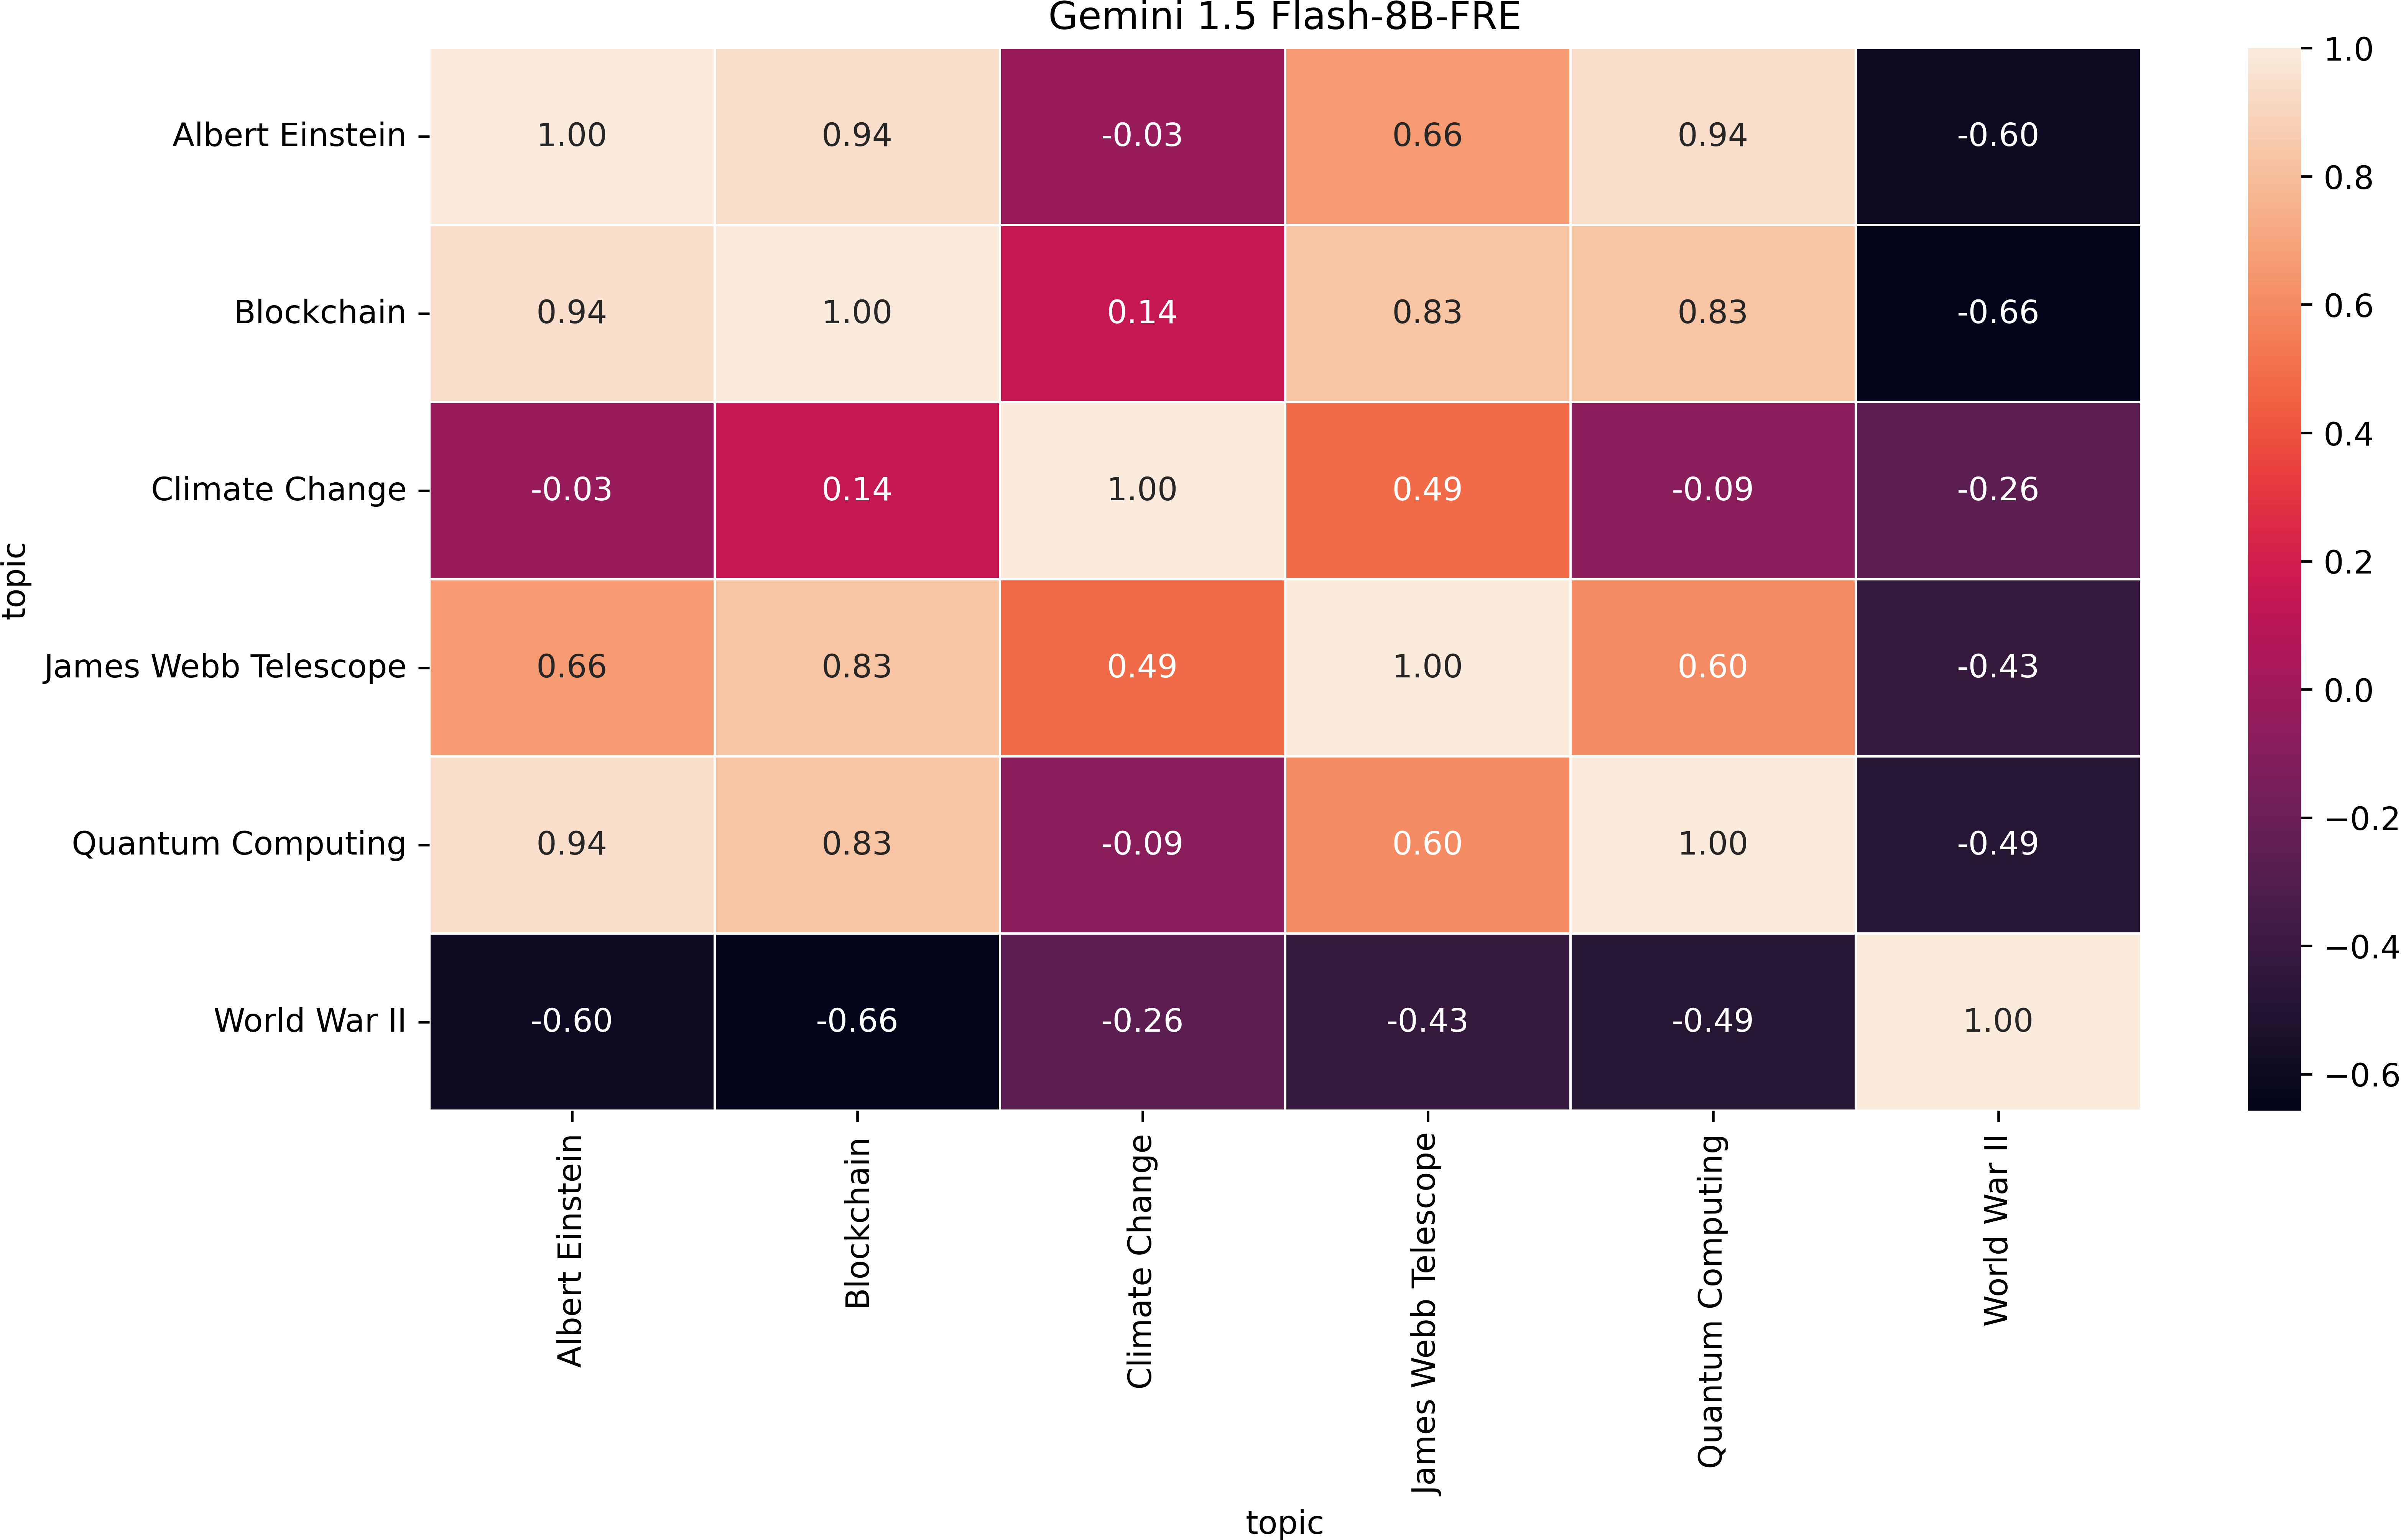 Gemini 1.5 Flash-8B-FRE
1.0
Albert Einstein 1.00 0.94 -0.03 0.66 0.94 -0.60
0.8
Blockchain 0.94 1.00 0.14 0.83 0.83 -0.66
0.6
0.4
Climate Change -0.03 0.14 1.00 0.49 -0.09 -0.26
0.2
topic
James Webb Telescope 0.66 0.83 0.49 1.00 0.60 -0.43
0.0
Quantum Computing 0.94 0.83 -0.09 0.60 1.00 -0.49
−0.2
−0.4
World War II -0.60 -0.66 -0.26 -0.43 -0.49 1.00
−0.6
Albert Einstein
Blockchain
Climate Change
James Webb Telescope
Quantum Computing
World War II
topic